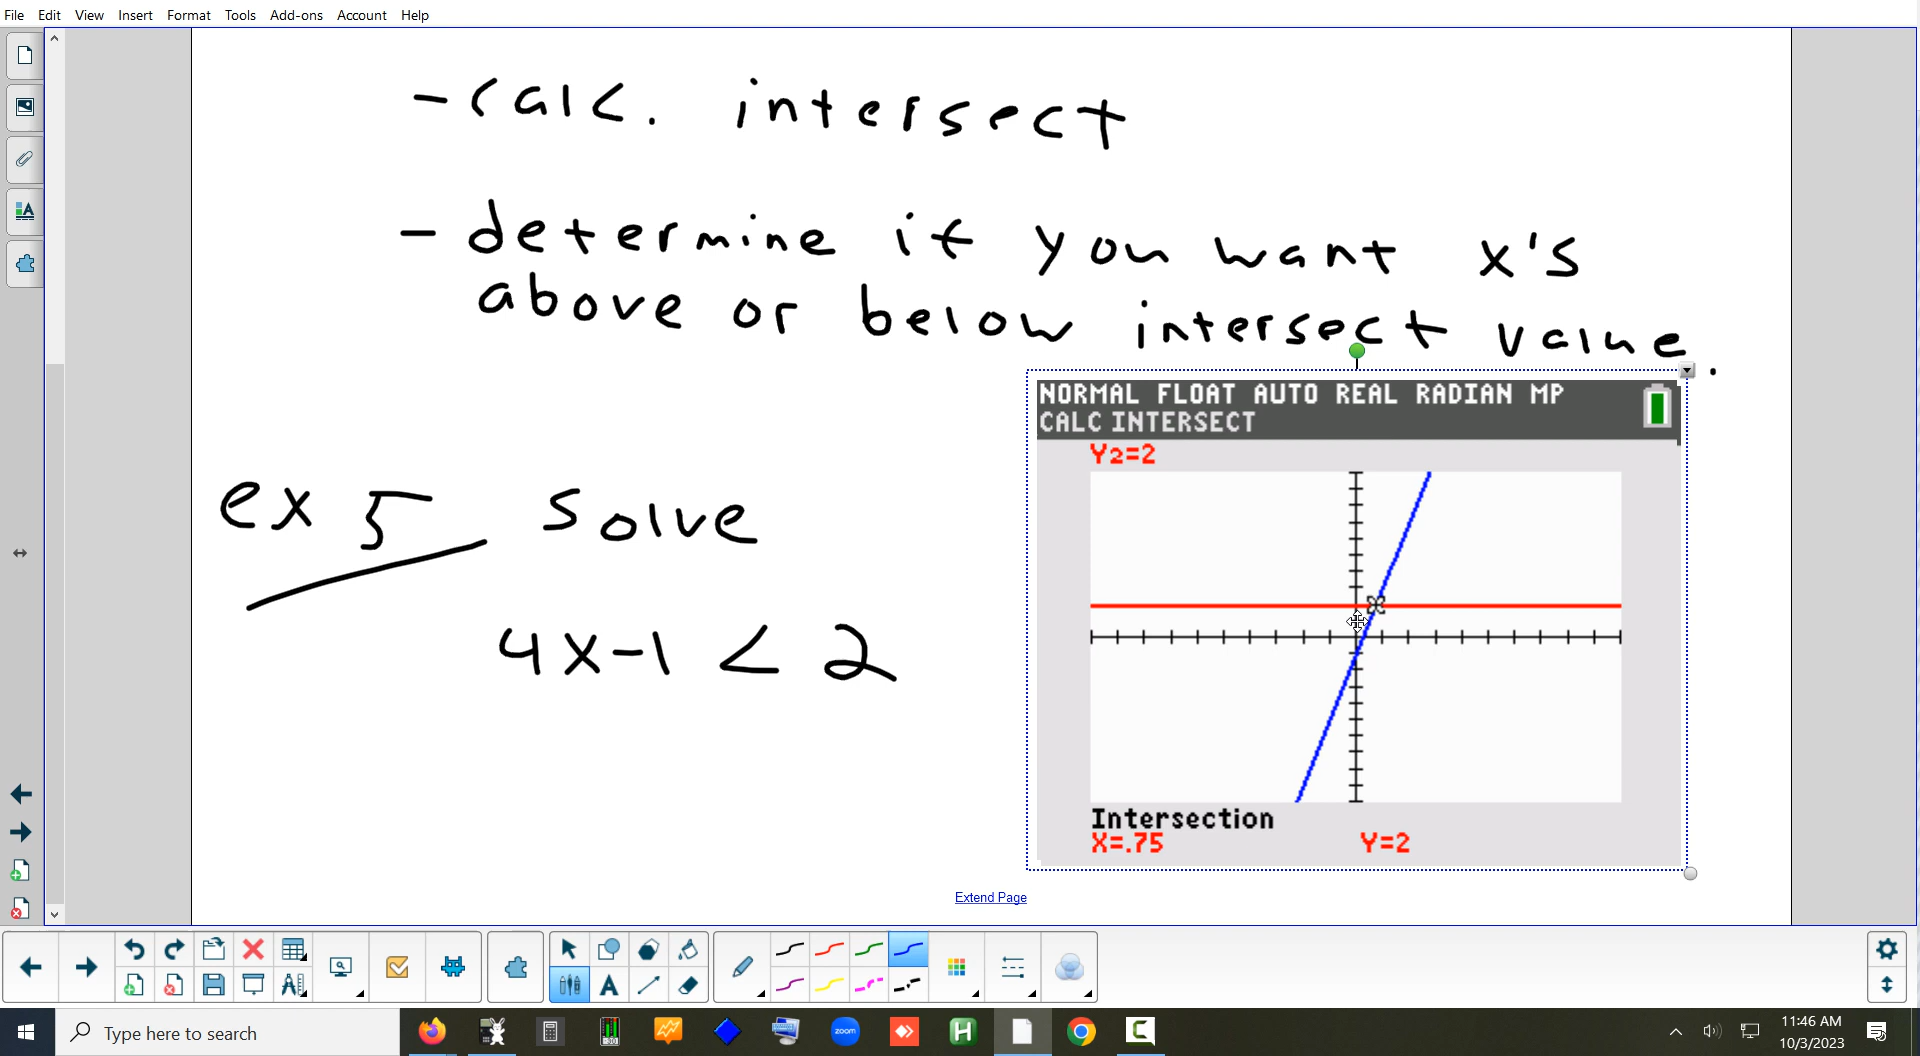 File Edit View Insert Format Tools Add-ons Account Help
- calc. intersect
- determine if you want x's
above or below intersect value.
NORMAL FLOAT AUTO REAL RADIAN MP
CALC INTERSECT
Y2=2
ex 5 solve
4x-1 < 2
Intersection
X=.75 Y=2
Extend Page
Type here to search
zoom
11:46 AM
10/3/2023